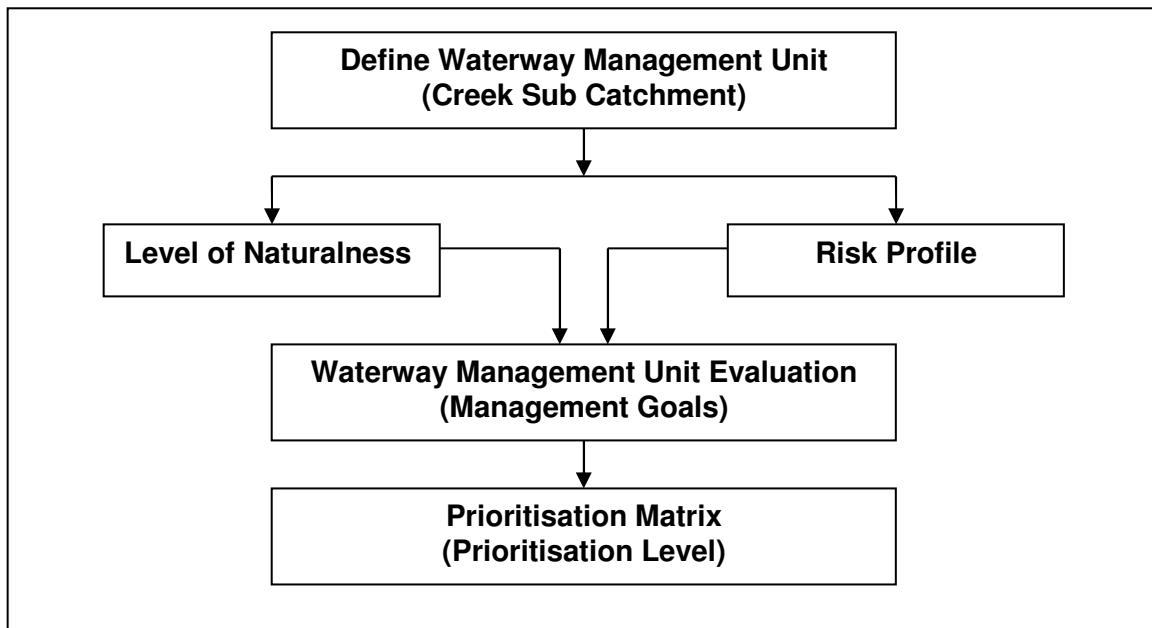 Define Waterway Management Unit
(Creek Sub Catchment)
Level of Naturalness
Risk Profile
Waterway Management Unit Evaluation
(Management Goals)
Prioritisation Matrix
(Prioritisation Level)